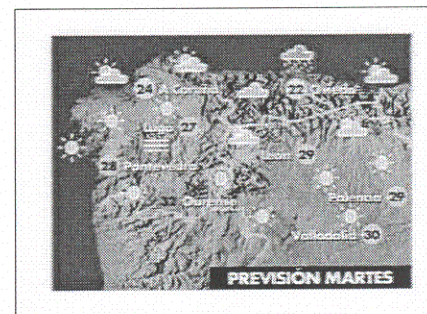 24 A Coruña
22 Oviedo
Lugo 27
León 29
28 Pontevedra
32 Ourense
Palencia 29
Valladolid 30
PREVISIÓN MARTES